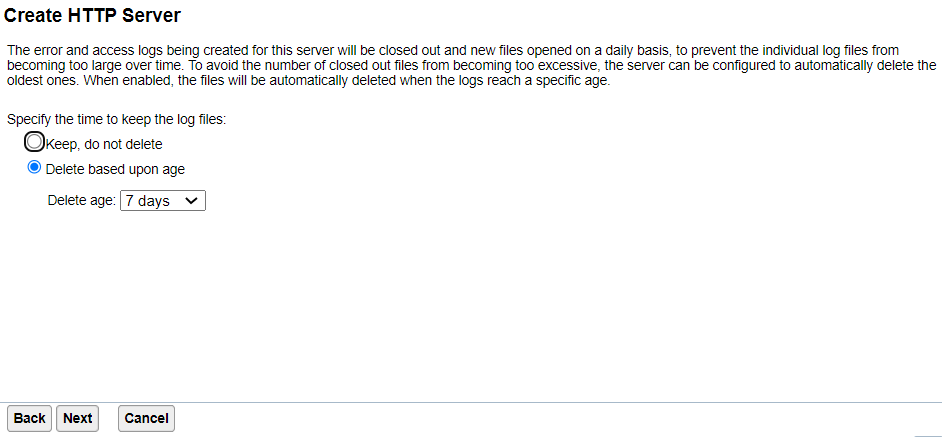 Create HTTP Server
The error and access logs being created for this server will be closed out and new files opened on a daily basis, to prevent the individual log files from
becoming too large over time. To avoid the number of closed out files from becoming too excessive, the server can be configured to automatically delete the
oldest ones. When enabled, the files will be automatically deleted when the logs reach a specific age.
Specify the time to keep the log files:
Keep, do not delete
Delete based upon age
Delete age: 7 days
Back Next Cancel